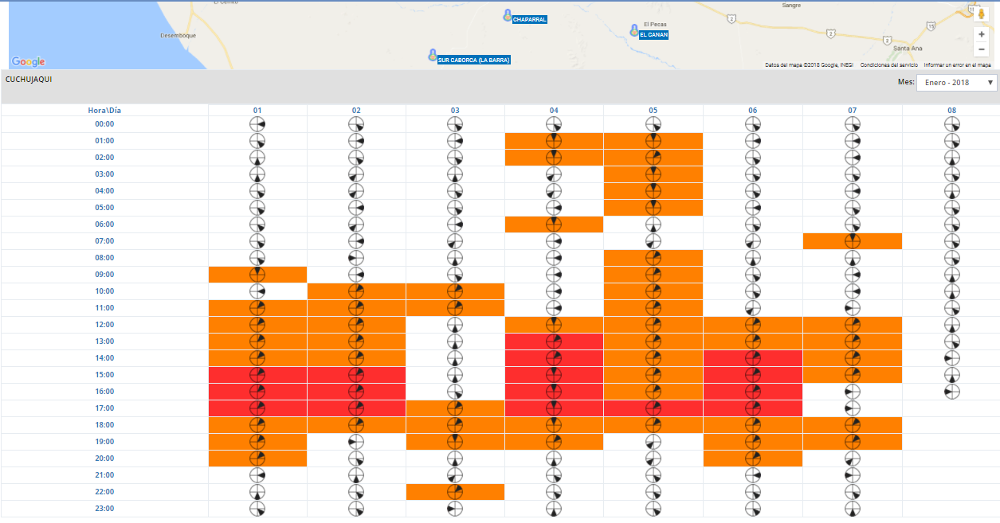 El Cerrito
Sangre
CHAPARRAL
El Pecas
EL CANAN
2
15
Desemboque
2
15
2
Santa Ana
SUR CABORCA (LA BARRA)
Google
Datos del mapa ©2018 Google, INEGI
Condiciones del servicio
Informar un error en el mapa
+
−
CUCHUJAQUI
Mes: Enero - 2018
Hora\Día 01 02 03 04 05 06 07 08
00:00
01:00
02:00
03:00
04:00
05:00
06:00
07:00
08:00
09:00
10:00
11:00
12:00
13:00
14:00
15:00
16:00
17:00
18:00
19:00
20:00
21:00
22:00
23:00